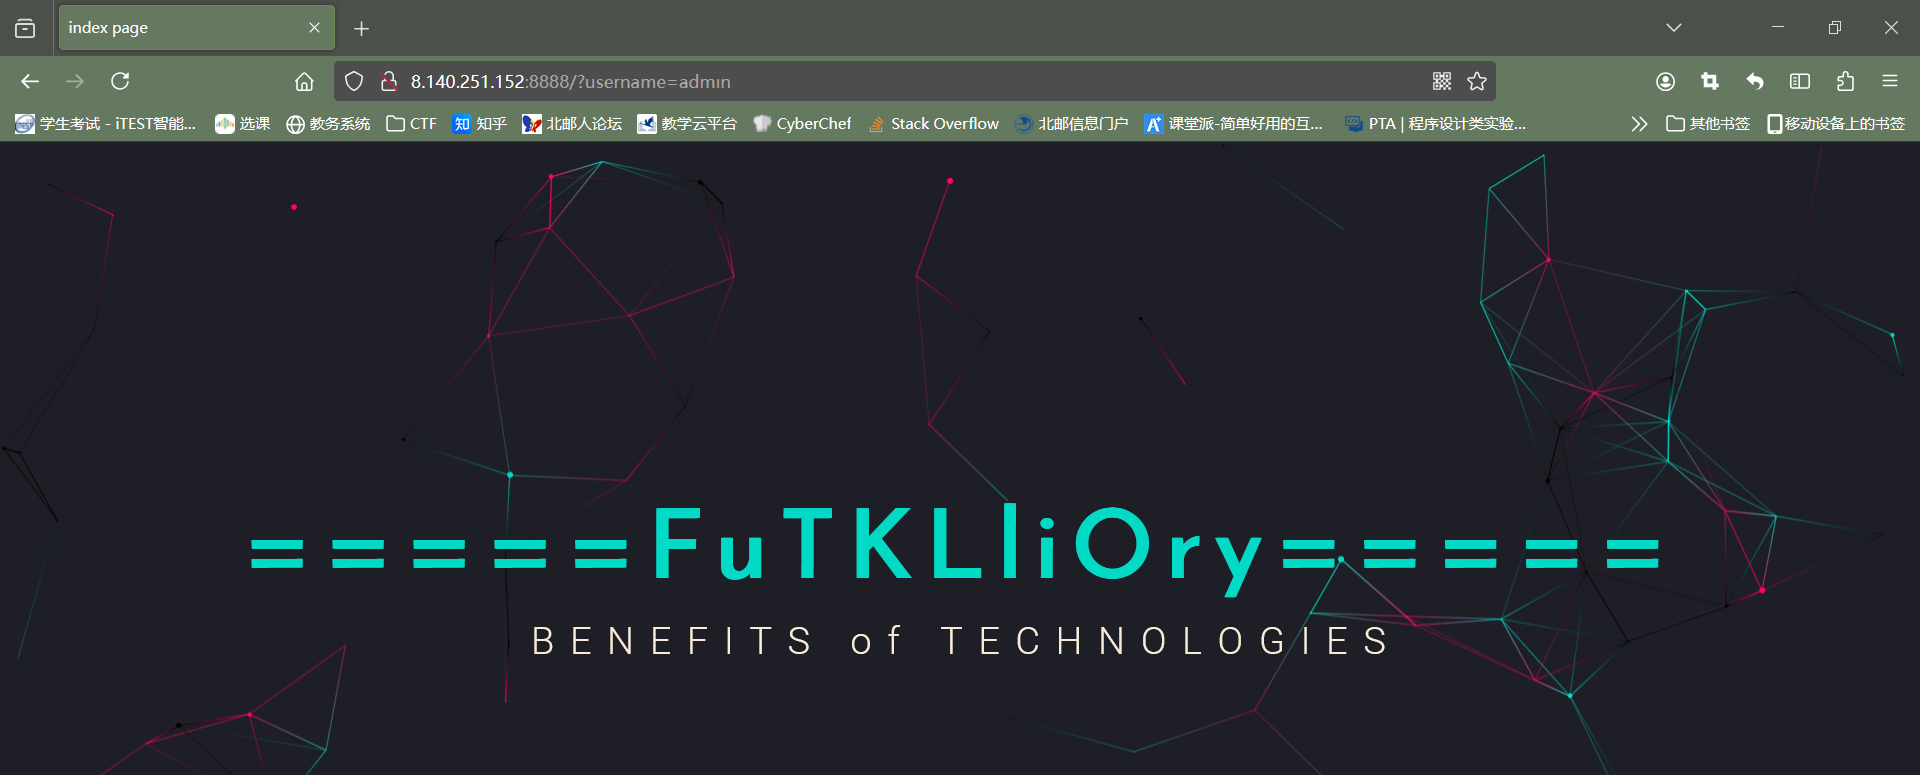 index page
8.140.251.152:8888/?username=admin
学生考试 - iTEST智能... 选课 教务系统 CTF 知乎 北邮人论坛 教学云平台 CyberChef Stack Overflow 北邮信息门户 课堂派-简单好用的互... PTA | 程序设计类实验... 其他书签 移动设备上的书签
=====FuTKLliOry=====
BENEFITS of TECHNOLOGIES